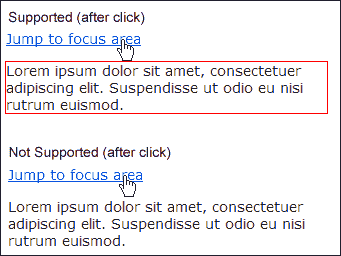 Supported (after click)
Jump to focus area
Lorem ipsum dolor sit amet, consectetuer
adipiscing elit. Suspendisse ut odio eu nisi
rutrum euismod.
Not Supported (after click)
Jump to focus area
Lorem ipsum dolor sit amet, consectetuer
adipiscing elit. Suspendisse ut odio eu nisi
rutrum euismod.